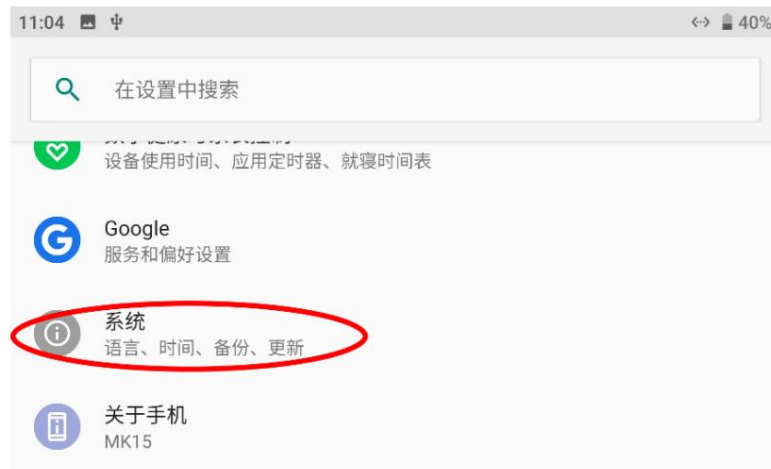 11:04
40%
在设置中搜索
设备使用时间、应用定时器、就寝时间表
Google
服务和偏好设置
系统
语言、时间、备份、更新
关于手机
MK15